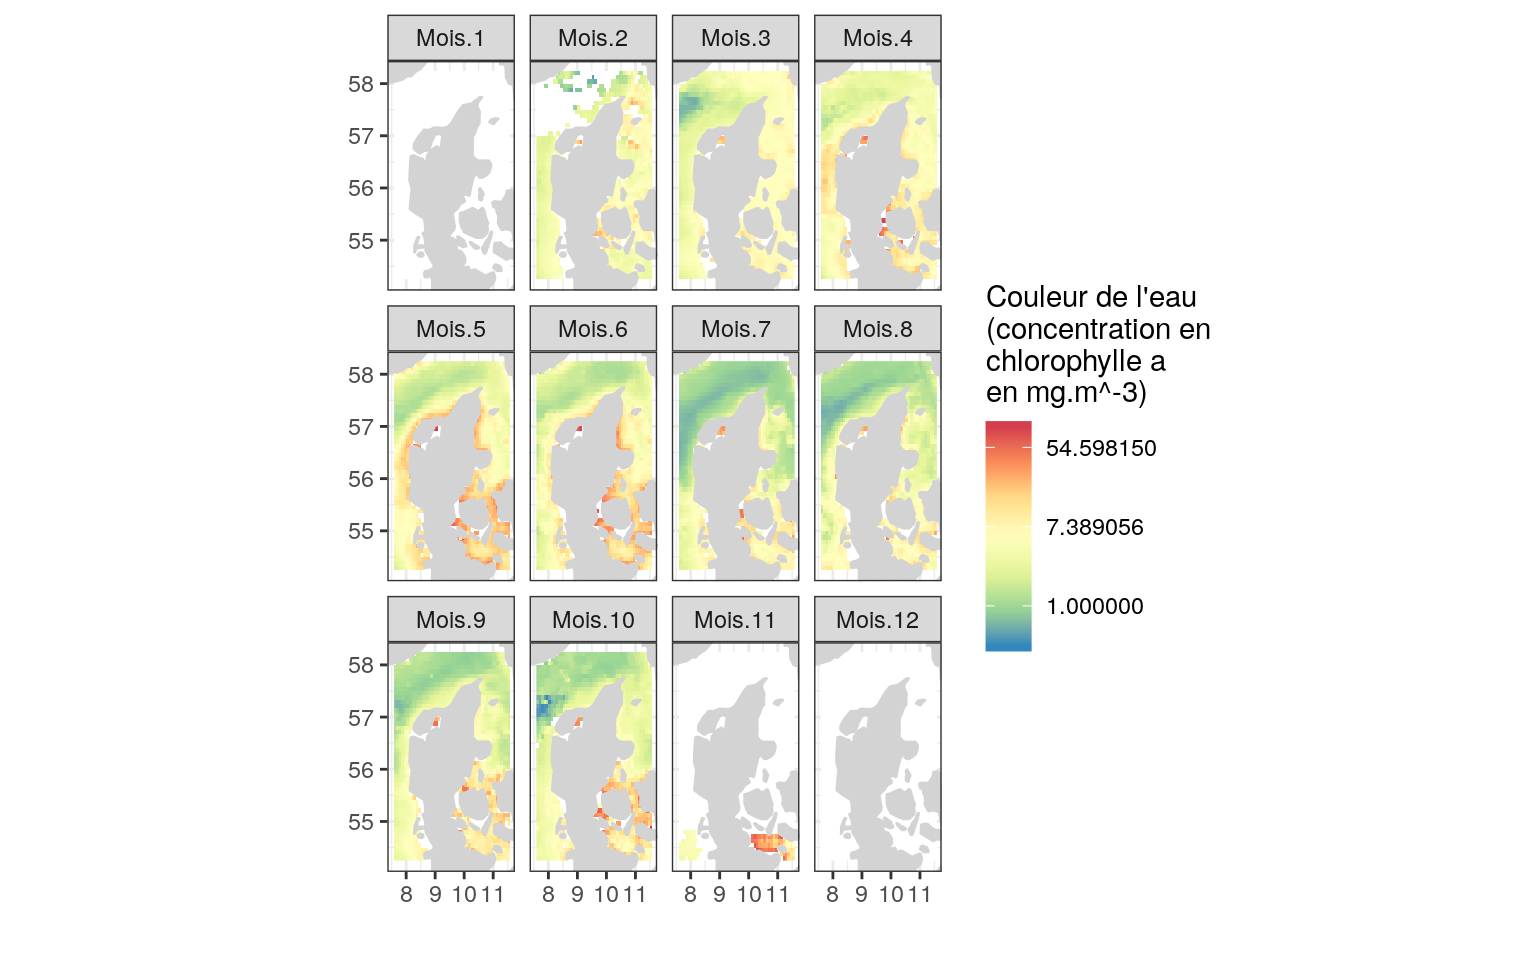 Mois.1 Mois.2 Mois.3 Mois.4
58
57
56
55
Mois.5 Mois.6 Mois.7 Mois.8
58
57
56
55
Mois.9 Mois.10 Mois.11 Mois.12
58
57
56
55
8 9 10 11 8 9 10 11 8 9 10 11 8 9 10 11
Couleur de l'eau
(concentration en
chlorophylle a
en mg.m^-3)
54.598150
7.389056
1.000000